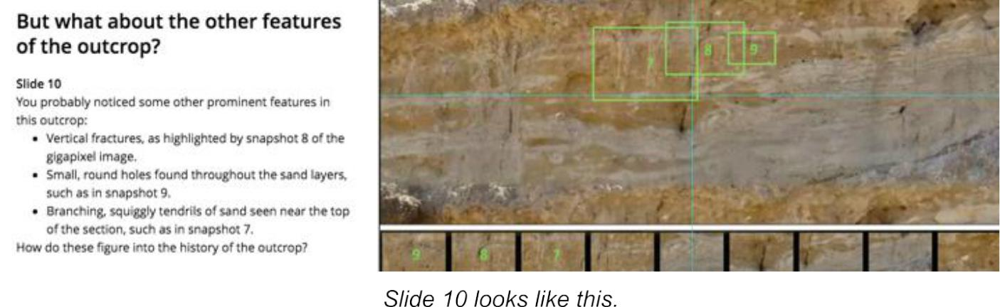 But what about the other features
of the outcrop?
Slide 10
You probably noticed some other prominent features in
this outcrop:
• Vertical fractures, as highlighted by snapshot 8 of the
gigapixel image.
• Small, round holes found throughout the sand layers,
such as in snapshot 9.
• Branching, squiggly tendrils of sand seen near the top
of the section, such as in snapshot 7.
How do these figure into the history of the outcrop?
7
8
9
9
8
7
Slide 10 looks like this.